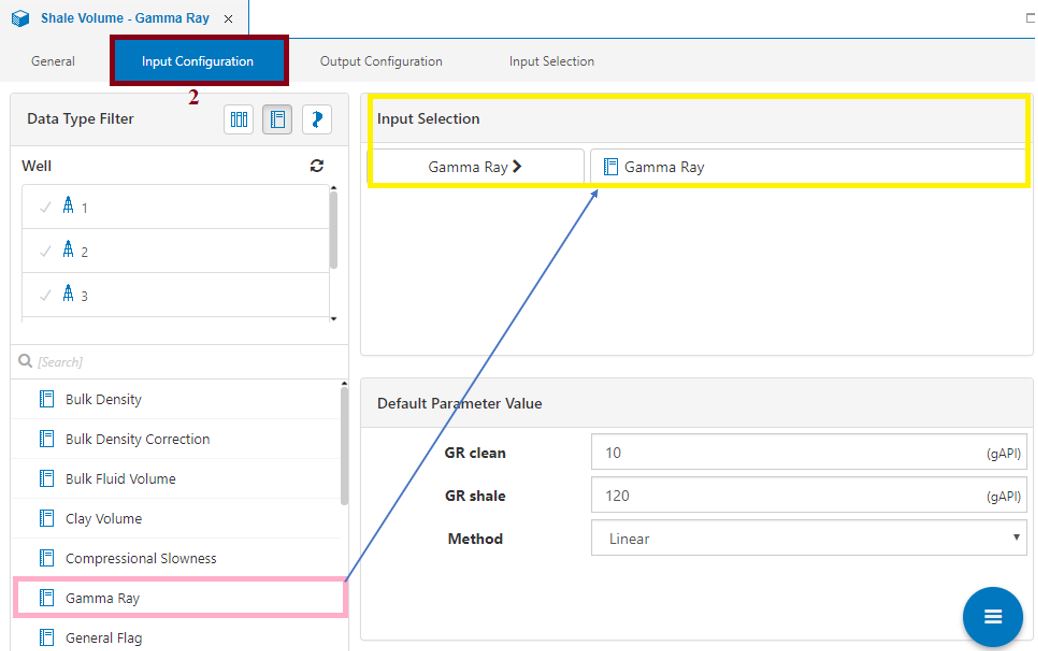 Shale Volume - Gamma Ray
General
Input Configuration
Output Configuration
Input Selection
2
Data Type Filter
Well
1
2
3
[Search]
Bulk Density
Bulk Density Correction
Bulk Fluid Volume
Clay Volume
Compressional Slowness
Gamma Ray
General Flag
Input Selection
Gamma Ray
Gamma Ray
Default Parameter Value
GR clean
10
(gAPI)
GR shale
120
(gAPI)
Method
Linear